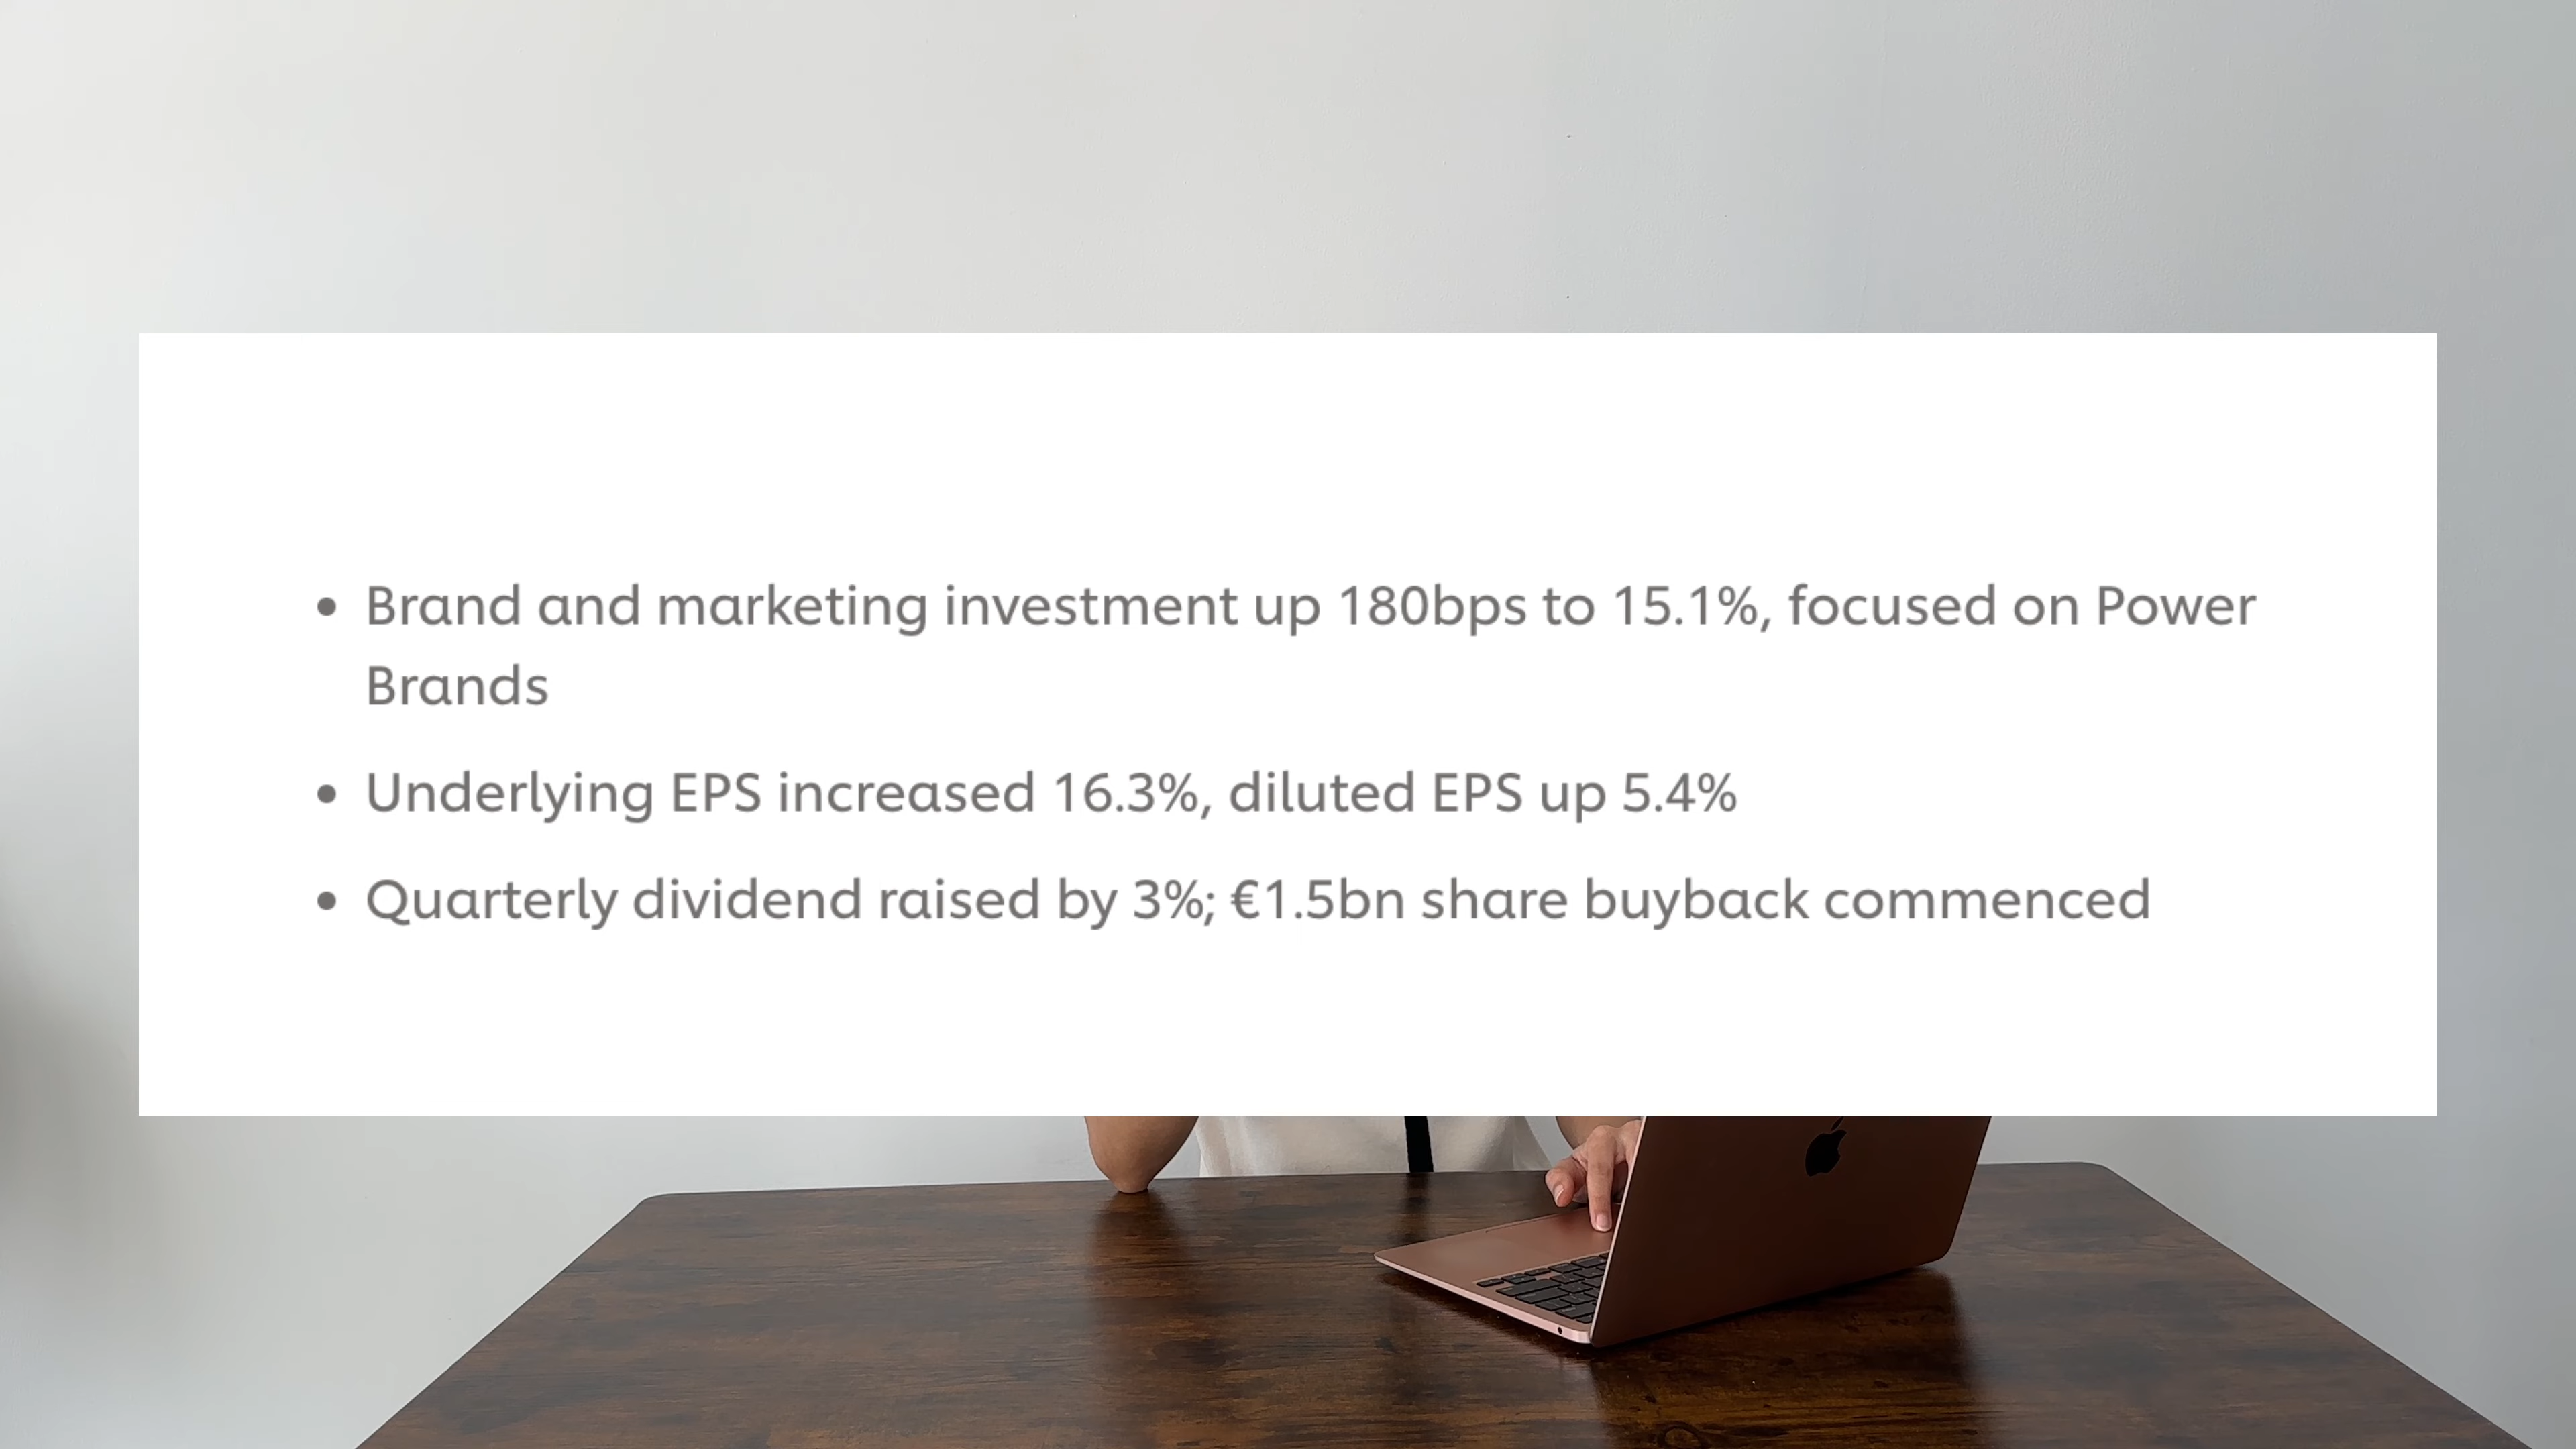 • Brand and marketing investment up 180bps to 15.1%, focused on Power
Brands
• Underlying EPS increased 16.3%, diluted EPS up 5.4%
• Quarterly dividend raised by 3%; €1.5bn share buyback commenced